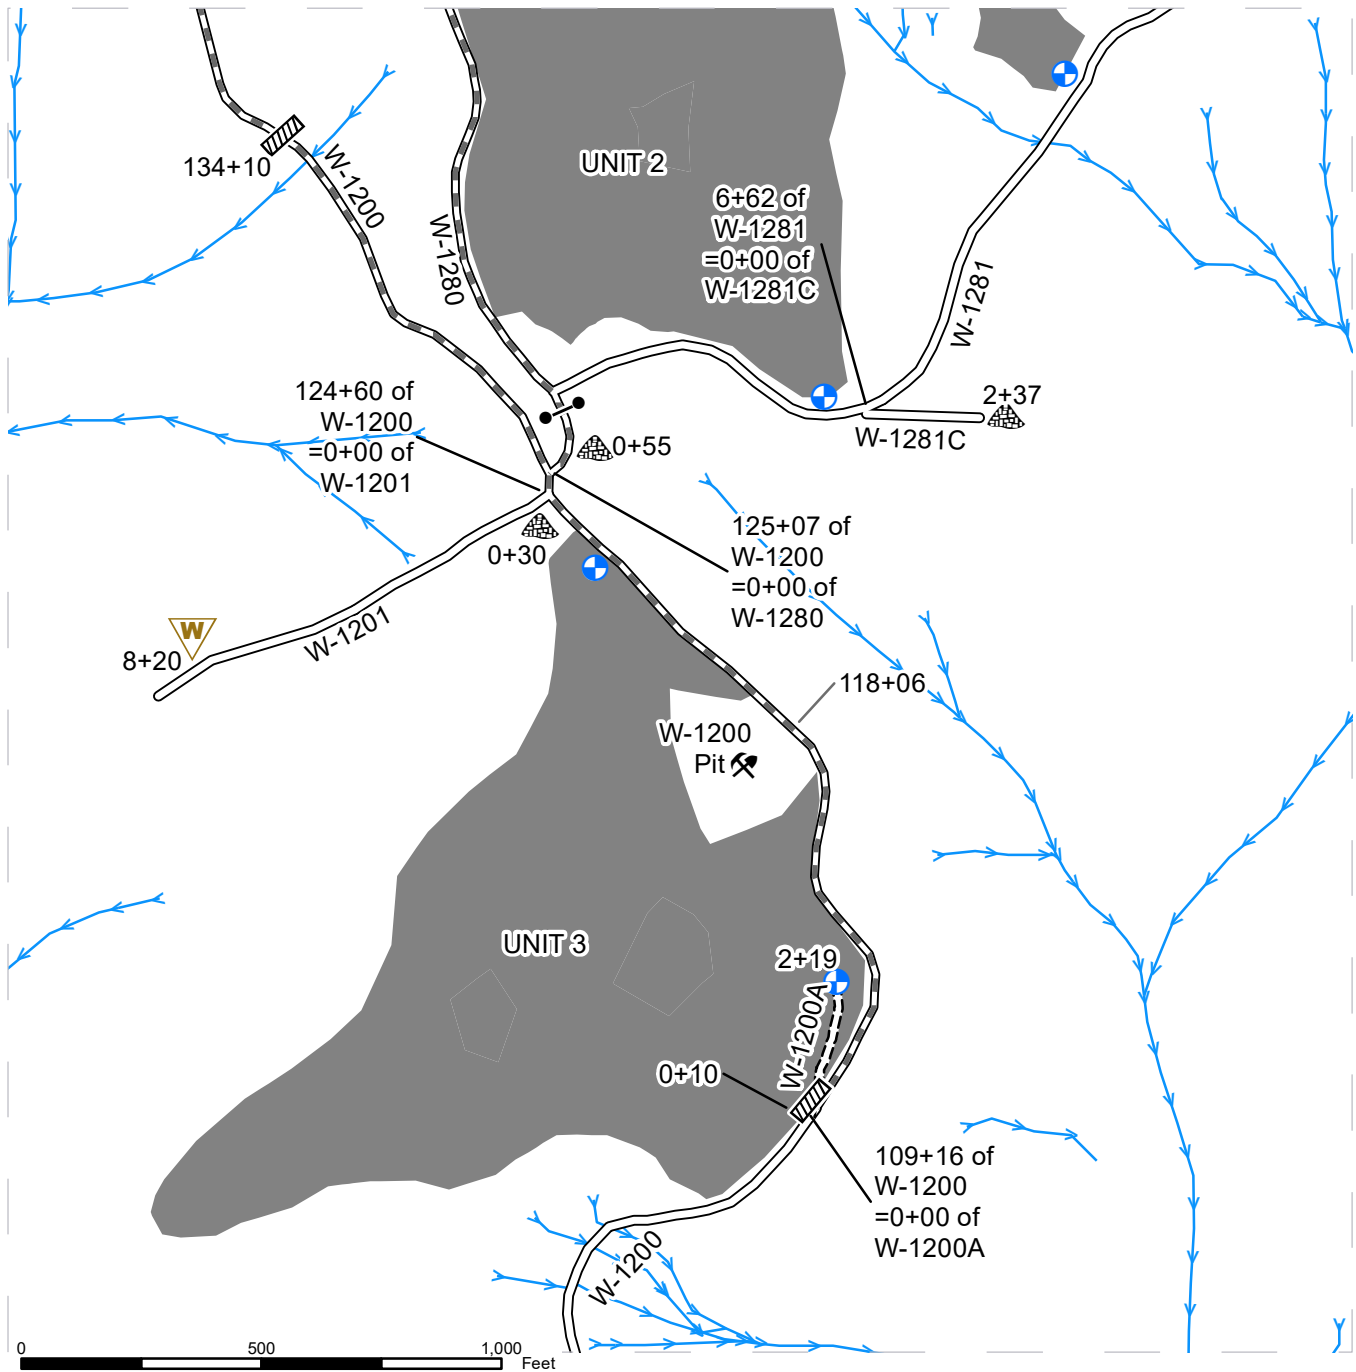 UNIT 2
134+10
W-1200
W-1280
6+62 of
W-1281
=0+00 of
W-1281C
W-1281
124+60 of
W-1200
=0+00 of
W-1201
2+37
W-1281C
0+55
0+30
125+07 of
W-1200
=0+00 of
W-1280
W
8+20
W-1201
118+06
W-1200
Pit
UNIT 3
2+19
W-1200A
0+10
109+16 of
W-1200
=0+00 of
W-1200A
W-1200
0 500 1,000
Feet